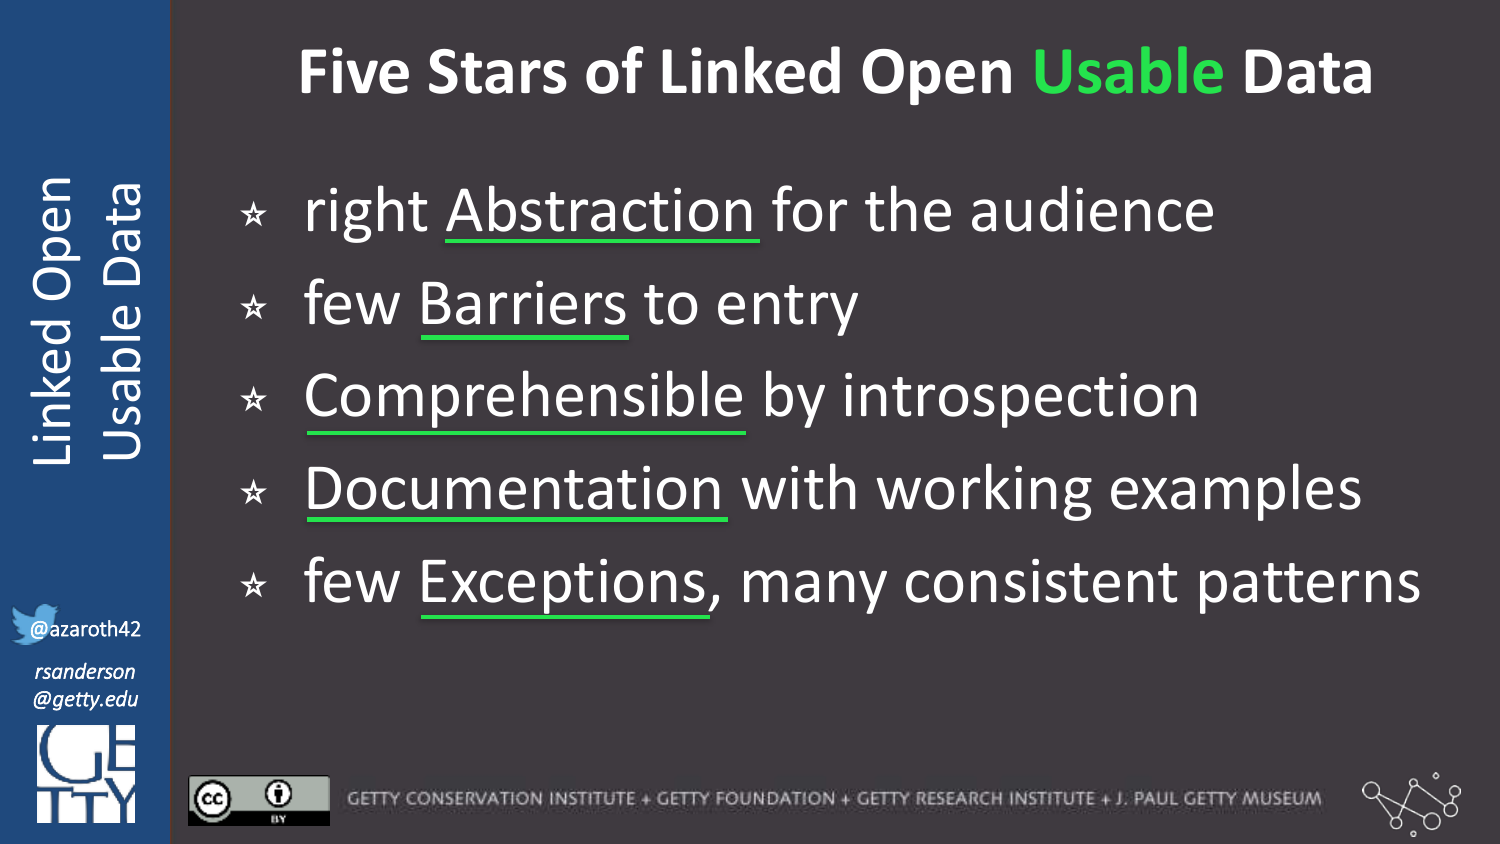 Five Stars of Linked Open Usable Data
Linked Open
Usable Data
☆ right Abstraction for the audience
☆ few Barriers to entry
☆ Comprehensible by introspection
☆ Documentation with working examples
☆ few Exceptions, many consistent patterns
@azaroth42
rsanderson
@getty.edu
GE
TTY
cc BY
GETTY CONSERVATION INSTITUTE + GETTY FOUNDATION + GETTY RESEARCH INSTITUTE + J. PAUL GETTY MUSEUM